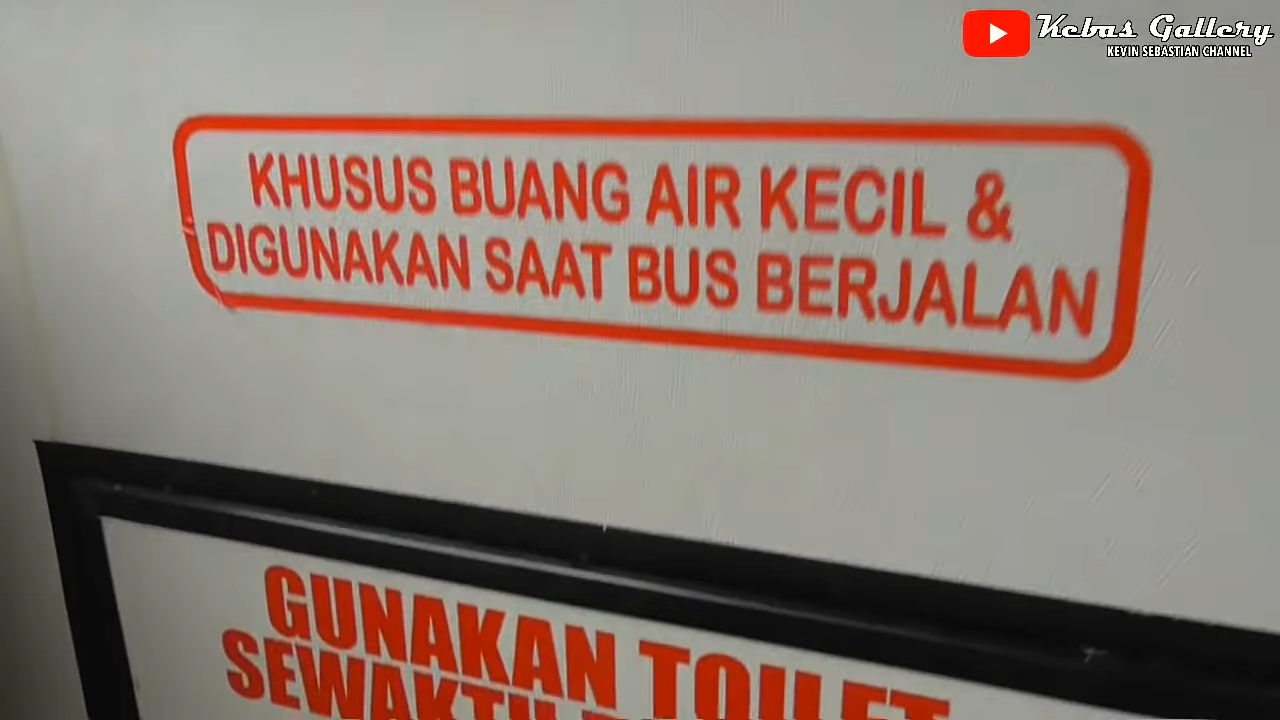 Kebas Gallery
KEVIN SEBASTIAN CHANNEL
KHUSUS BUANG AIR KECIL &
DIGUNAKAN SAAT BUS BERJALAN
GUNAKAN TOILET
SEWAKTU